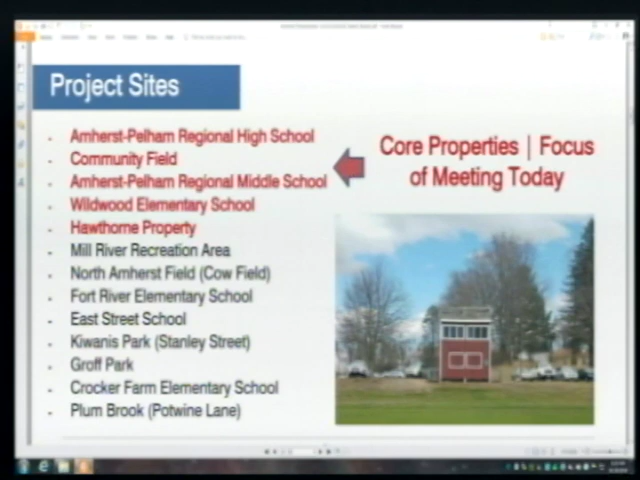 Project Sites
Amherst-Pelham Regional High School
Community Field
Amherst-Pelham Regional Middle School
Wildwood Elementary School
Hawthorne Property
Mill River Recreation Area
North Amherst Field (Cow Field)
Fort River Elementary School
East Street School
Kiwanis Park (Stanley Street)
Groff Park
Crocker Farm Elementary School
Plum Brook (Potwine Lane)
Core Properties | Focus
of Meeting Today